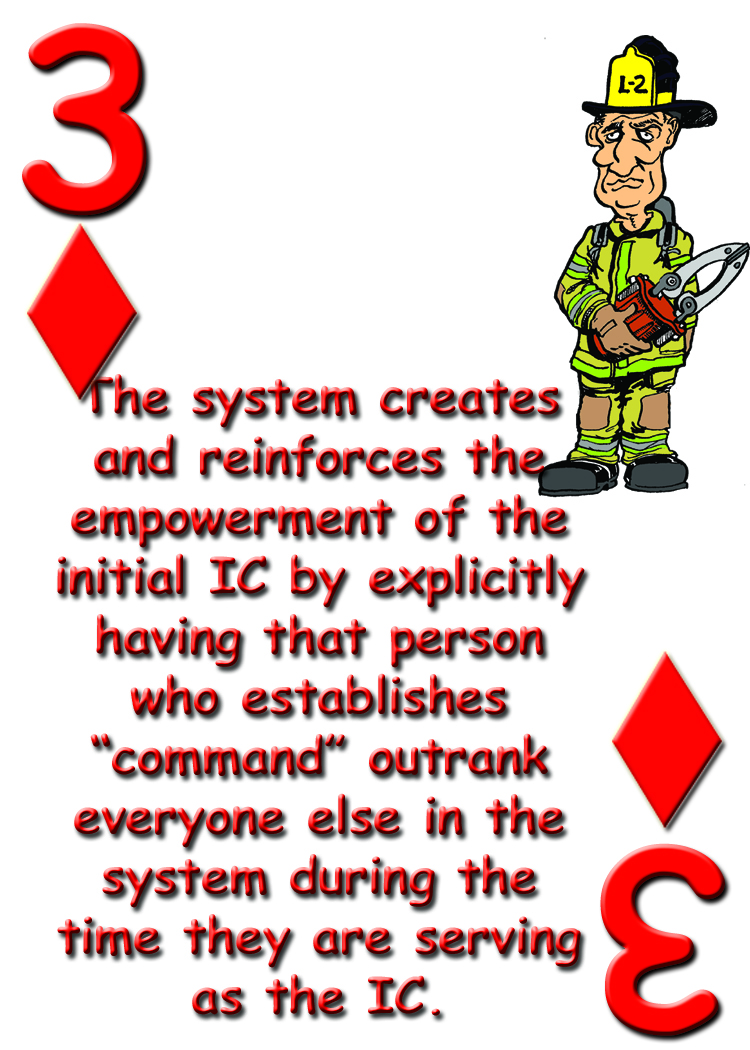 3
L-2
The system creates
and reinforces the
empowerment of the
initial IC by explicitly
having that person
who establishes
“command” outrank
everyone else in the
system during the
time they are serving
as the IC.
3